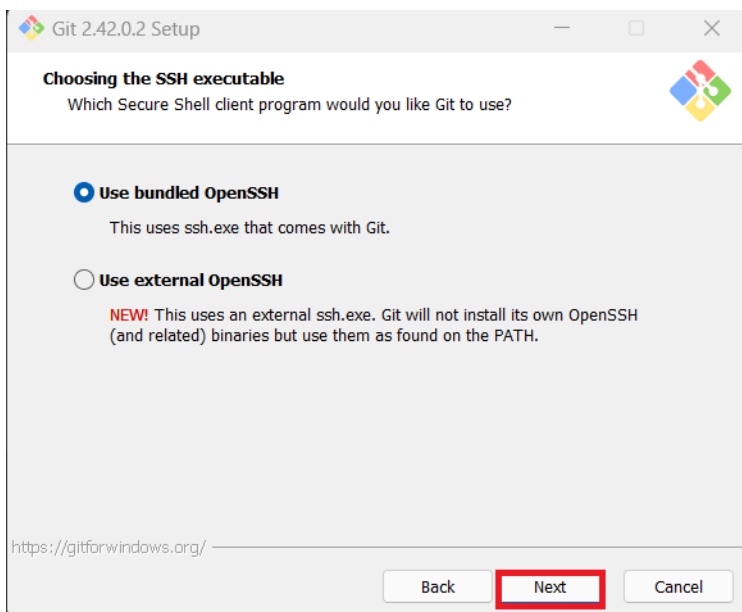 Git 2.42.0.2 Setup
Choosing the SSH executable
Which Secure Shell client program would you like Git to use?
Use bundled OpenSSH
This uses ssh.exe that comes with Git.
Use external OpenSSH
NEW! This uses an external ssh.exe. Git will not install its own OpenSSH
(and related) binaries but use them as found on the PATH.
https://gitforwindows.org/
Back Next Cancel